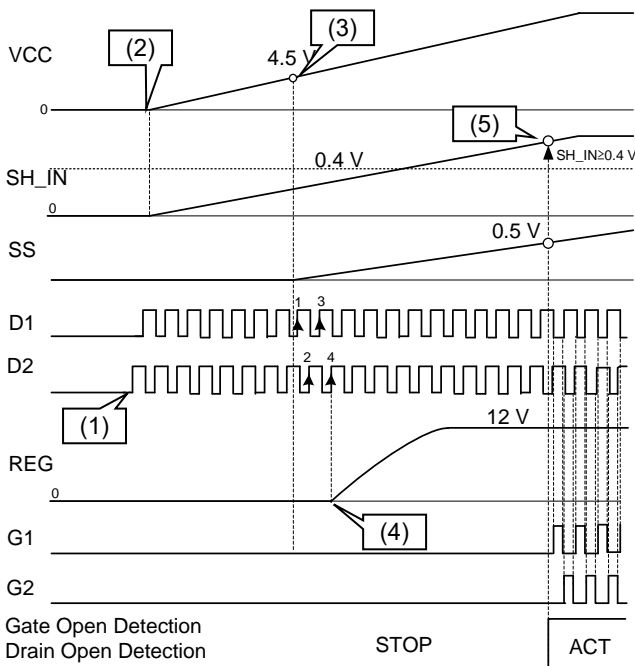 (2)
(3)
VCC
4.5 V
0
(5)
0.4 V
SH_IN≥0.4 V
SH_IN
0
0.5 V
SS
D1
1
3
D2
2
4
(1)
12 V
REG
0
(4)
G1
G2
Gate Open Detection
Drain Open Detection
STOP
ACT